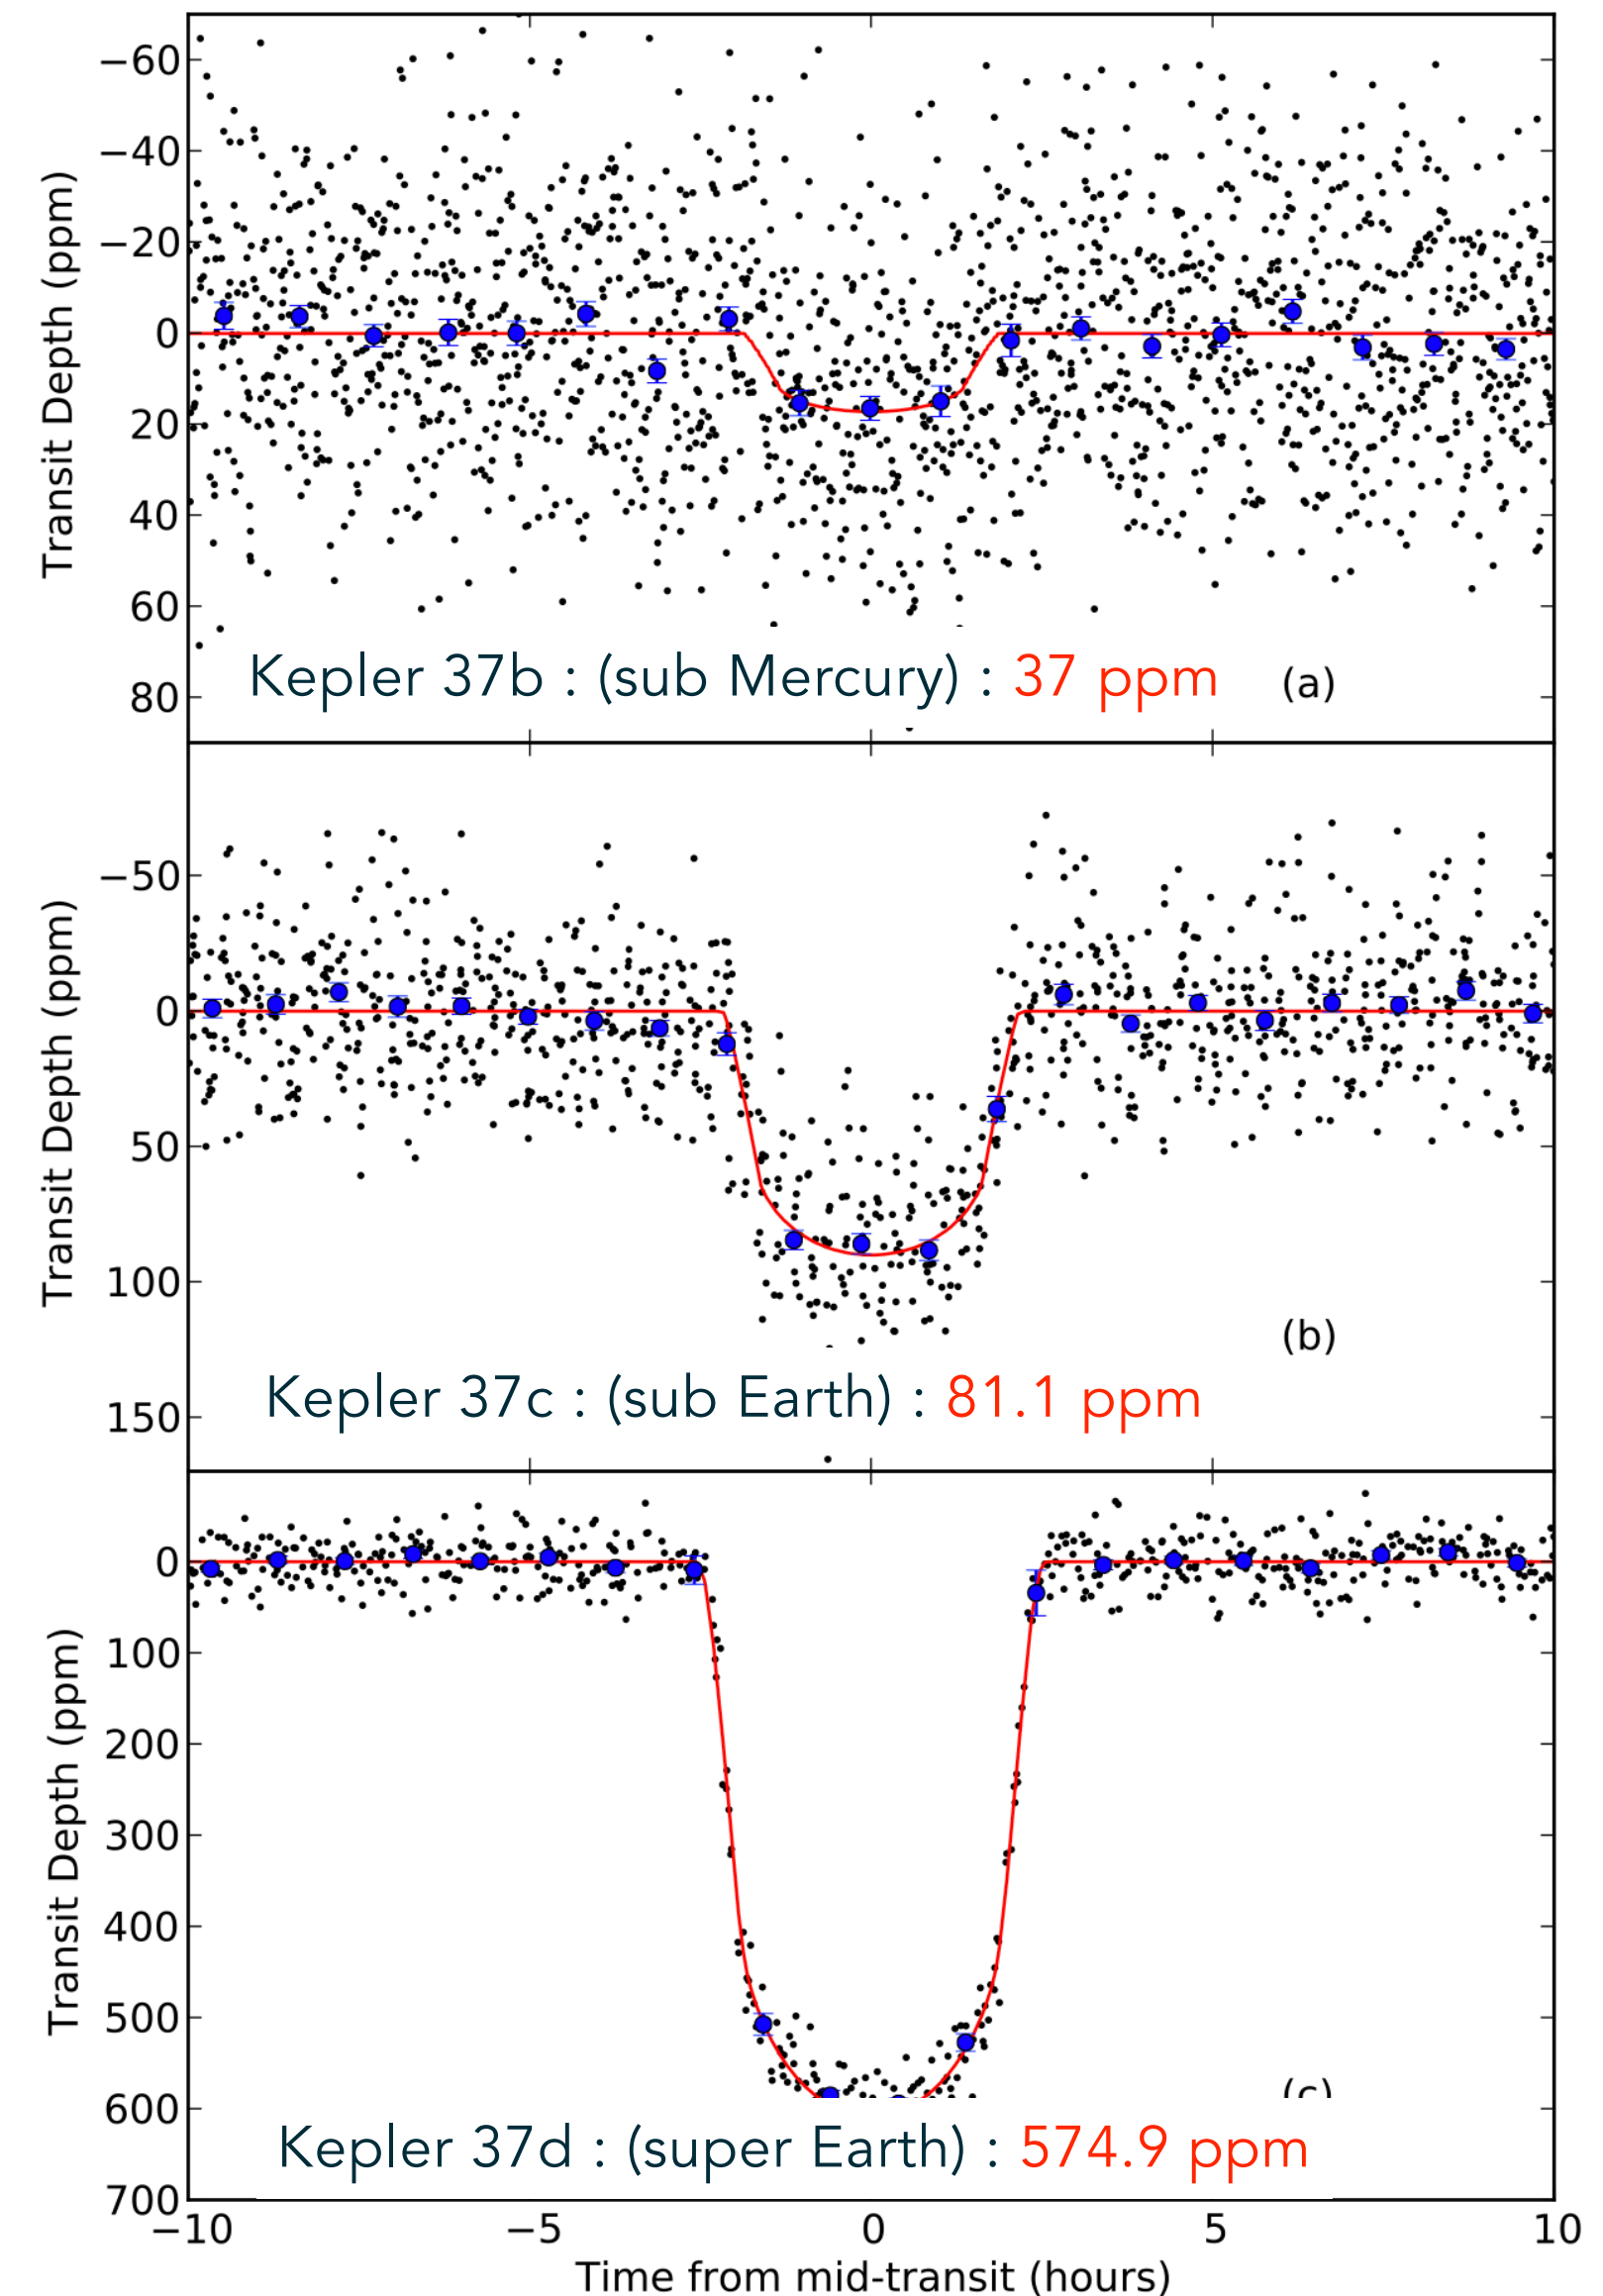 Transit Depth (ppm)
−60
−40
−20
0
20
40
60
80
Kepler 37b : (sub Mercury) : 37 ppm
(a)
Transit Depth (ppm)
−50
0
50
100
150
(b)
Kepler 37c : (sub Earth) : 81.1 ppm
Transit Depth (ppm)
0
100
200
300
400
500
600
700
(c)
Kepler 37d : (super Earth) : 574.9 ppm
−10 −5 0 5 10
Time from mid-transit (hours)